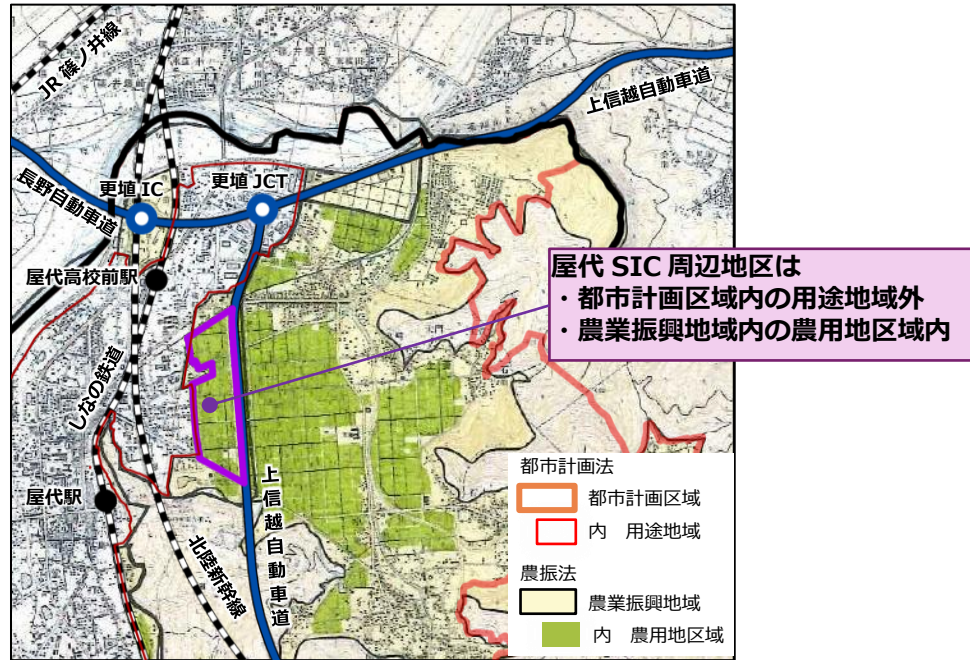 JR 篠ノ井線
上信越自動車道
長野自動車道
更埴 IC
更埴 JCT
屋代高校前駅
屋代 SIC 周辺地区は
・都市計画区域内の用途地域外
・農業振興地域内の農用地区域内
しなの鉄道
屋代駅
北陸新幹線
上信越自動車道
都市計画法
都市計画区域
内 用途地域
農振法
農業振興地域
内 農用地区域